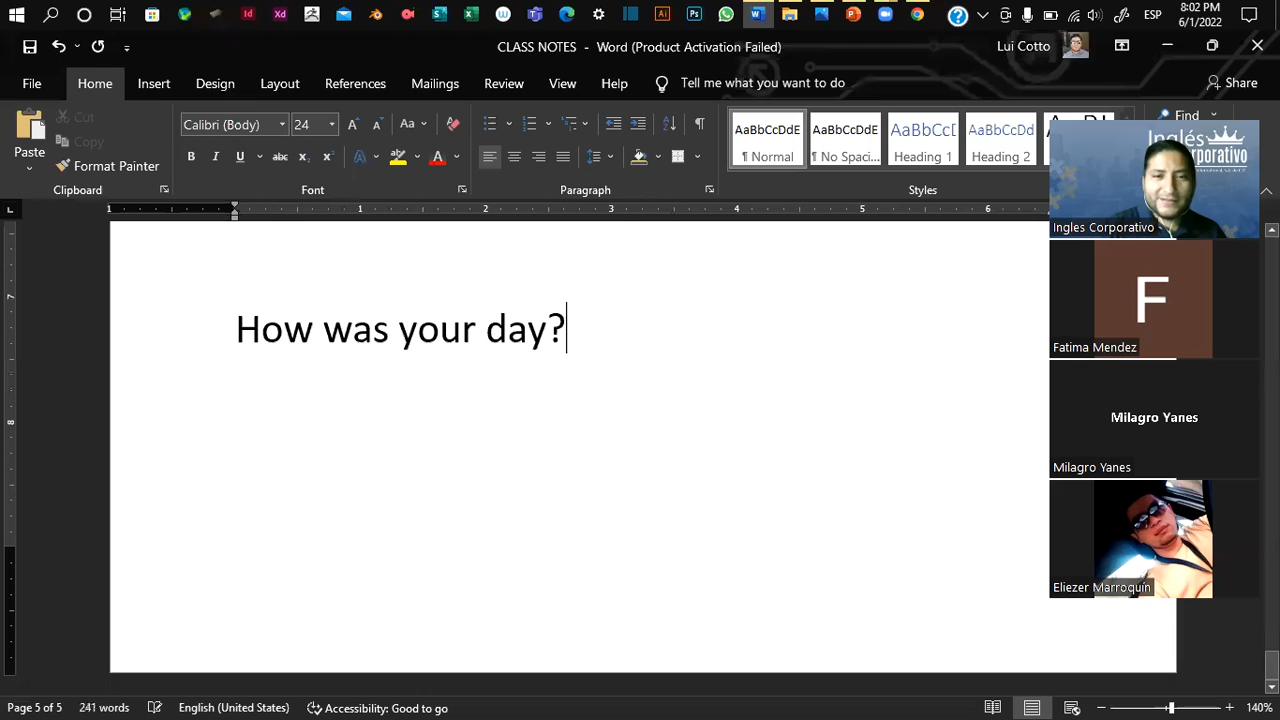 8:02 PM
ESP
6/1/2022
CLASS NOTES - Word (Product Activation Failed)
Lui Cotto
File Home Insert Design Layout References Mailings Review View Help Tell me what you want to do Share
Cut
Copy
Paste
Format Painter
Calibri (Body) 24
AaBbCcDdE AaBbCcDdE AaBbC( AaBbCcDd
¶ Normal ¶ No Spaci... Heading 1 Heading 2
Find
Clipboard Font Paragraph Styles
Inglés
Corporativo
Ingles Corporativo
How was your day?
F
Fatima Mendez
Milagro Yanes
Milagro Yanes
Eliezer Marroquín
Page 5 of 5 241 words English (United States) Accessibility: Good to go 140%